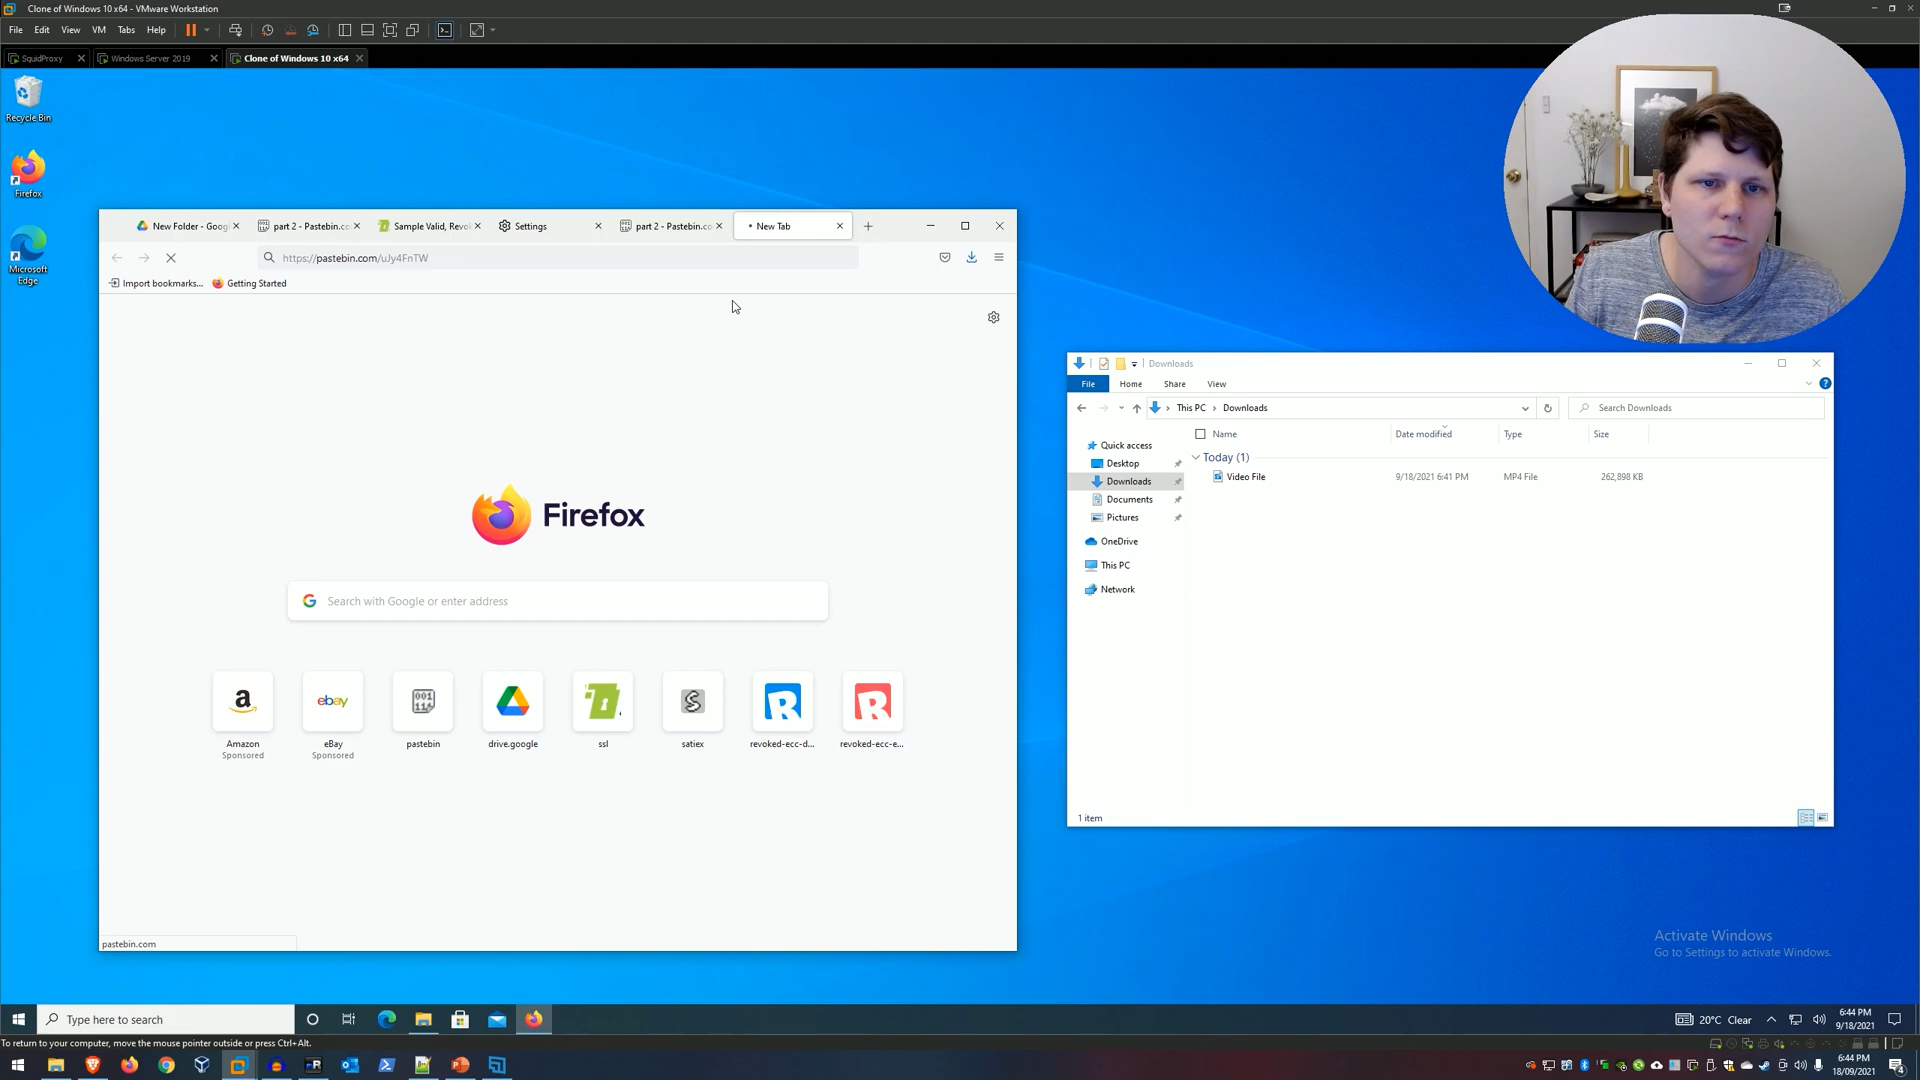 Clone of Windows 10 x64 - VMware Workstation
File Edit View VM Tabs Help
SquidProxy Windows Server 2019 Clone of Windows 10 x64
Recycle Bin
Firefox
Microsoft
Edge
New Folder - Goog part 2 - Pastebin.co Sample Valid, Revo Settings part 2 - Pastebin.c New Tab
https://pastebin.com/uJy4FnTW
Import bookmarks... Getting Started
Firefox
Search with Google or enter address
Amazon eBay pastebin drive.google ssl satiex revoked-ecc-d... revoked-ecc-e...
Sponsored Sponsored
pastebin.com
Downloads
File Home Share View
This PC Downloads
Search Downloads
Name Date modified Type Size
Today (1)
Video File 9/18/2021 6:41 PM MP4 File 262,898 KB
Quick access
Desktop
Downloads
Documents
Pictures
OneDrive
This PC
Network
1 item
Activate Windows
Go to Settings to activate Windows.
Type here to search
20°C Clear
6:44 PM
9/18/2021
To return to your computer, move the mouse pointer outside or press Ctrl+Alt.
6:44 PM
18/09/2021